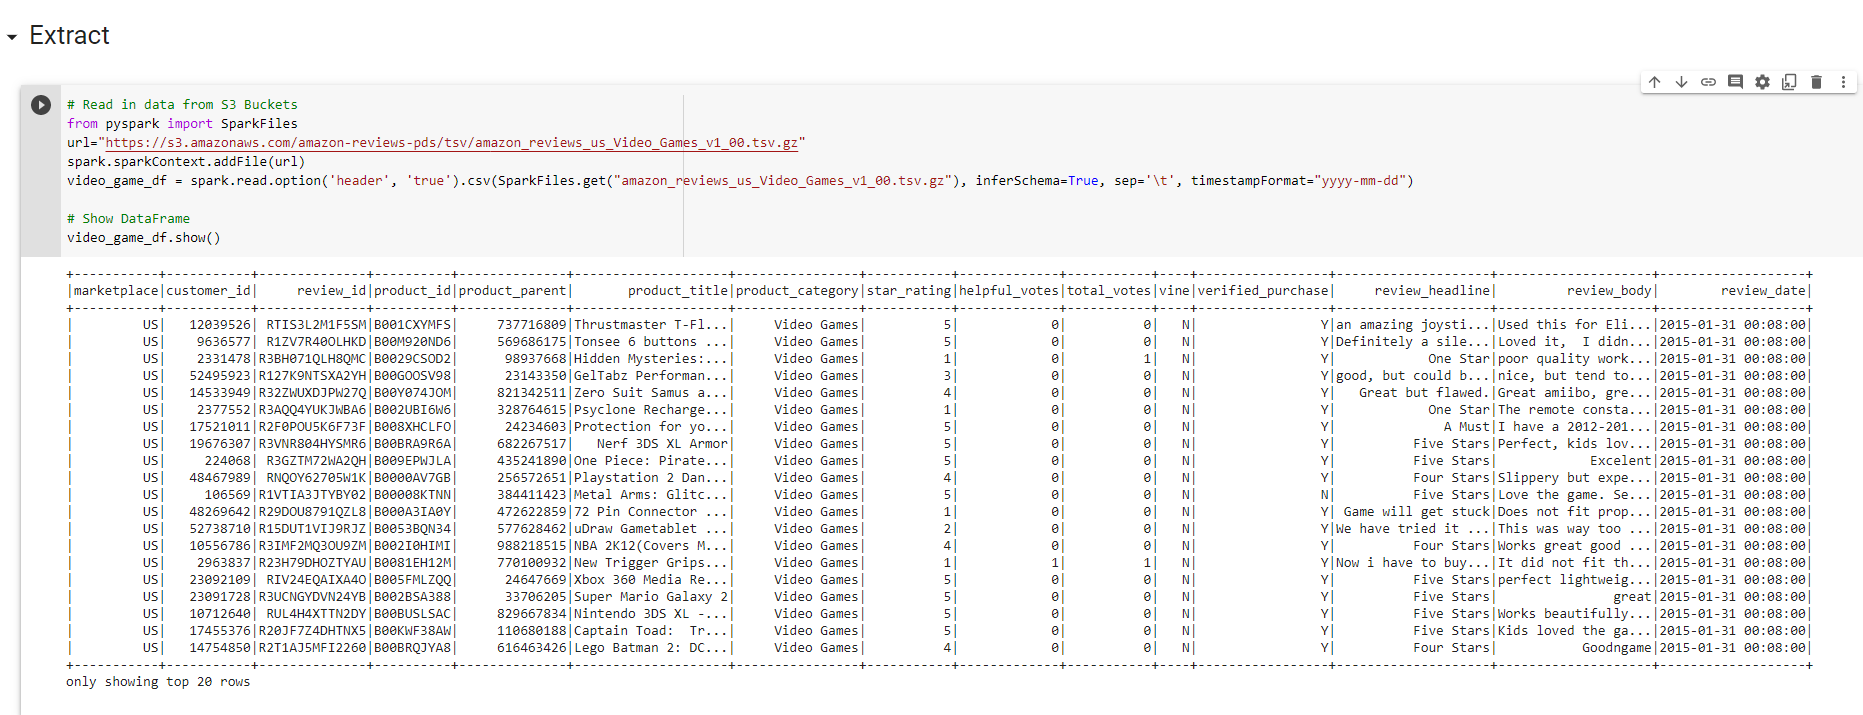 Extract
# Read in data from S3 Buckets
from pyspark import SparkFiles
url="https://s3.amazonaws.com/amazon-reviews-pds/tsv/amazon_reviews_us_Video_Games_v1_00.tsv.gz"
spark.sparkContext.addFile(url)
video_game_df = spark.read.option('header', 'true').csv(SparkFiles.get("amazon_reviews_us_Video_Games_v1_00.tsv.gz"), inferSchema=True, sep='\t', timestampFormat="yyyy-mm-dd")
# Show DataFrame
video_game_df.show()
+-----------+-----------+--------------+----------+--------------+--------------------+----------------+-----------+-------------+-----------+----+-----------------+--------------------+--------------------+-------------------+
|marketplace|customer_id|     review_id|product_id|product_parent|       product_title|product_category|star_rating|helpful_votes|total_votes|vine|verified_purchase|     review_headline|         review_body|        review_date|
+-----------+-----------+--------------+----------+--------------+--------------------+----------------+-----------+-------------+-----------+----+-----------------+--------------------+--------------------+-------------------+
|         US|   12039526| RTIS3L2M1F5SM|B001CXYMFS|     737716809|Thrustmaster T-Fl...|     Video Games|          5|            0|          0|   N|                Y|an amazing joysti...|Used this for Eli...|2015-01-31 00:08:00|
|         US|    9636577| R1ZV7R40OLHKD|B00M920ND6|     569686175|Tonsee 6 buttons ...|     Video Games|          5|            0|          0|   N|                Y|Definitely a sile...|Loved it,  I didn...|2015-01-31 00:08:00|
|         US|    2331478|R3BH071QLH8QMC|B0029CSOD2|      98937668|Hidden Mysteries:...|     Video Games|          1|            0|          1|   N|                Y|            One Star|poor quality work...|2015-01-31 00:08:00|
|         US|   52495923|R127K9NTSXA2YH|B00GOOSV98|      23143350|GelTabz Performan...|     Video Games|          3|            0|          0|   N|                Y|good, but could b...|nice, but tend to...|2015-01-31 00:08:00|
|         US|   14533949|R32ZWUXDJPW27Q|B00Y074JOM|     821342511|Zero Suit Samus a...|     Video Games|          4|            0|          0|   N|                Y|   Great but flawed.|Great amiibo, gre...|2015-01-31 00:08:00|
|         US|    2377552|R3AQQ4YUKJWBA6|B002UBI6W6|     328764615|Psyclone Recharge...|     Video Games|          1|            0|          0|   N|                Y|            One Star|The remote consta...|2015-01-31 00:08:00|
|         US|   17521011|R2F0POU5K6F73F|B008XHCLFO|      24234603|Protection for yo...|     Video Games|          5|            0|          0|   N|                Y|              A Must|I have a 2012-201...|2015-01-31 00:08:00|
|         US|   19676307|R3VNR804HYSMR6|B00BRA9R6A|     682267517|   Nerf 3DS XL Armor|     Video Games|          5|            0|          0|   N|                Y|          Five Stars|Perfect, kids lov...|2015-01-31 00:08:00|
|         US|     224068| R3GZTM72WA2QH|B009EPWJLA|     435241890|One Piece: Pirate...|     Video Games|          5|            0|          0|   N|                Y|          Five Stars|            Excelent|2015-01-31 00:08:00|
|         US|   48467989| RNQOY62705W1K|B0000AV7GB|     256572651|Playstation 2 Dan...|     Video Games|          4|            0|          0|   N|                Y|          Four Stars|Slippery but expe...|2015-01-31 00:08:00|
|         US|     106569|R1VTIA3JTYBY02|B00008KTNN|     384411423|Metal Arms: Glitc...|     Video Games|          5|            0|          0|   N|                N|          Five Stars|Love the game. Se...|2015-01-31 00:08:00|
|         US|   48269642|R29DOU8791QZL8|B000A3IA0Y|     472622859|72 Pin Connector ...|     Video Games|          1|            0|          0|   N|                Y| Game will get stuck|Does not fit prop...|2015-01-31 00:08:00|
|         US|   52738710|R15DUT1VIJ9RJZ|B0053BQN34|     577628462|uDraw Gametablet ...|     Video Games|          2|            0|          0|   N|                Y|We have tried it ...|This was way too ...|2015-01-31 00:08:00|
|         US|   10556786|R3IMF2MQ3OU9ZM|B002I0HIMI|     988218515|NBA 2K12(Covers M...|     Video Games|          4|            0|          0|   N|                Y|          Four Stars|Works great good ...|2015-01-31 00:08:00|
|         US|    2963837|R23H79DHOZTYAU|B0081EH12M|     770100932|New Trigger Grips...|     Video Games|          1|            1|          1|   N|                Y|Now i have to buy...|It did not fit th...|2015-01-31 00:08:00|
|         US|   23092109| RIV24EQAIXA4O|B005FMLZQQ|      24647669|Xbox 360 Media Re...|     Video Games|          5|            0|          0|   N|                Y|          Five Stars|perfect lightweig...|2015-01-31 00:08:00|
|         US|   23091728|R3UCNGYDVN24YB|B002BSA388|      33706205|Super Mario Galaxy 2|     Video Games|          5|            0|          0|   N|                Y|          Five Stars|               great|2015-01-31 00:08:00|
|         US|   10712640| RUL4H4XTTN2DY|B00BUSLSAC|     829667834|Nintendo 3DS XL -...|     Video Games|          5|            0|          0|   N|                Y|          Five Stars|Works beautifully...|2015-01-31 00:08:00|
|         US|   17455376|R20JF7Z4DHTNX5|B00KWF38AW|     110680188|Captain Toad:  Tr...|     Video Games|          5|            0|          0|   N|                Y|          Five Stars|Kids loved the ga...|2015-01-31 00:08:00|
|         US|   14754850|R2T1AJ5MFI2260|B00BRQJYA8|     616463426|Lego Batman 2: DC...|     Video Games|          4|            0|          0|   N|                Y|          Four Stars|            Goodngame|2015-01-31 00:08:00|
+-----------+-----------+--------------+----------+--------------+--------------------+----------------+-----------+-------------+-----------+----+-----------------+--------------------+--------------------+-------------------+
only showing top 20 rows